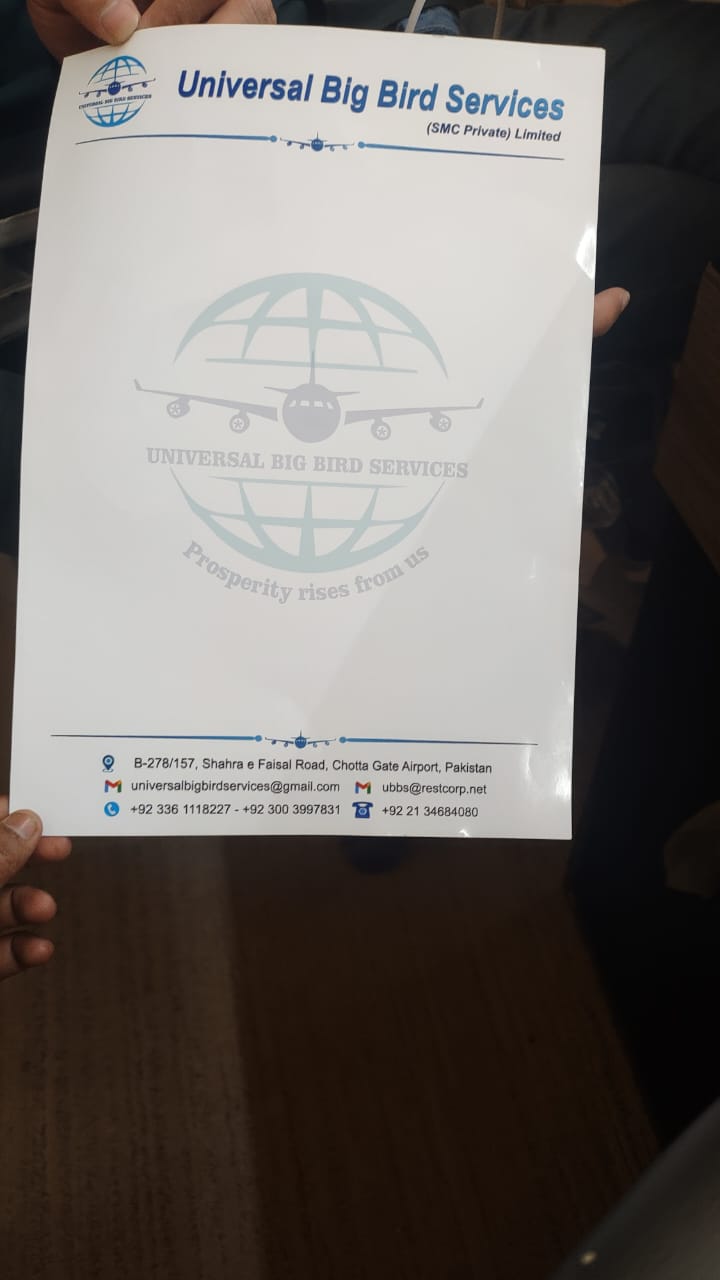 UNIVERSAL BIG BIRD SERVICES
Universal Big Bird Services
(SMC Private) Limited
UNIVERSAL BIG BIRD SERVICES
Prosperity rises from us
B-278/157, Shahra e Faisal Road, Chotta Gate Airport, Pakistan
universalbigbirdservices@gmail.com ubbs@restcorp.net
+92 336 1118227 - +92 300 3997831 +92 21 34684080